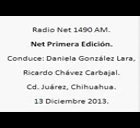 Radio Net 1490 AM.
Net Primera Edición.
Conduce: Daniela González Lara,
Ricardo Chávez Carbajal.
Cd. Juárez, Chihuahua.
13 Diciembre 2013.